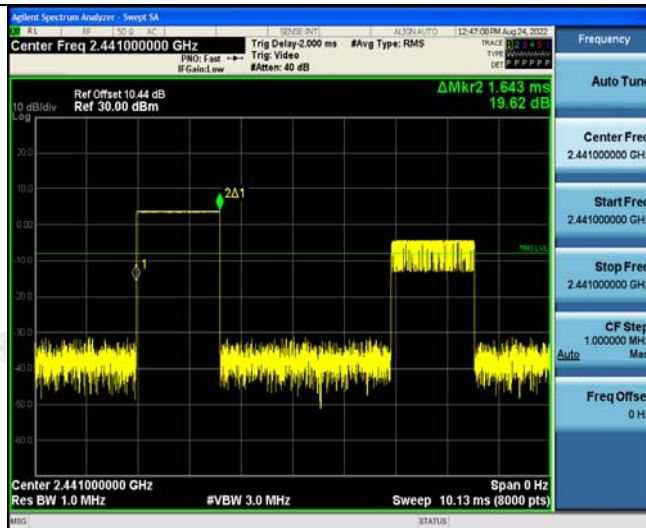 Agilent Spectrum Analyzer - Swept SA
RL RF 50 Ω AC SENSE:INT ALIGN AUTO 12:47:08 PM Aug 24, 2022
Center Freq 2.441000000 GHz
PNO: Fast
IFGain:Low
Trig Delay-2.000 ms
Trig: Video
#Atten: 40 dB
#Avg Type: RMS
TRACE 1 2 3 4 5 6
TYPE
DET P P P P P P
Ref Offset 10.44 dB
Ref 30.00 dBm
ΔMkr2 1.643 ms
19.62 dB
10 dB/div
Log
20.0
10.0
0.00
-10.0
-20.0
-30.0
-40.0
-50.0
-60.0
2Δ1
1
TRIG LVL
Center 2.441000000 GHz
Span 0 Hz
Res BW 1.0 MHz
#VBW 3.0 MHz
Sweep 10.13 ms (8000 pts)
MSG
STATUS
Frequency
Auto Tune
Center Freq
2.441000000 GHz
Start Freq
2.441000000 GHz
Stop Freq
2.441000000 GHz
CF Step
1.000000 MHz
Auto Man
Freq Offset
0 Hz